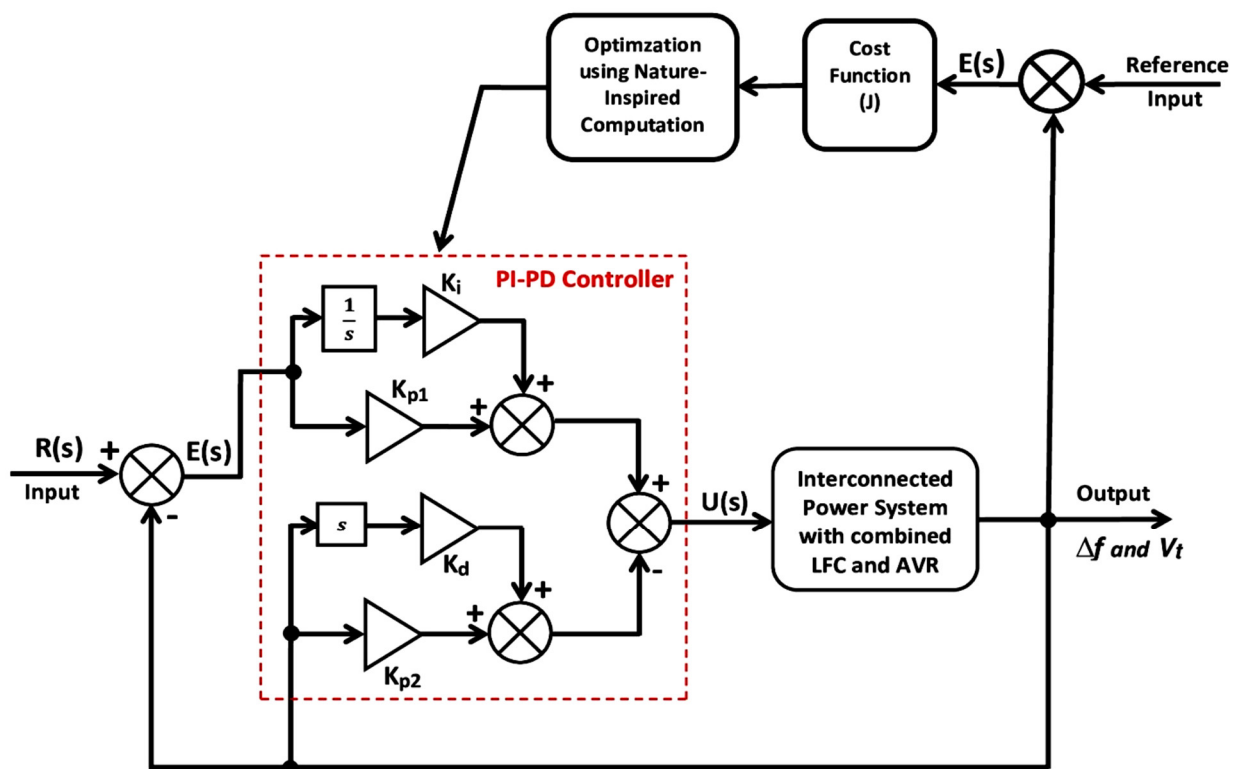 Optimzation
using Nature-
Inspired
Computation
Cost
Function
(J)
E(s)
Reference
Input
PI-PD Controller
1
s
Ki
Kp1
+
+
R(s)
+
Input
E(s)
-
s
Kd
+
+
Kp2
+
-
U(s)
Interconnected
Power System
with combined
LFC and AVR
Output
Δf and Vt